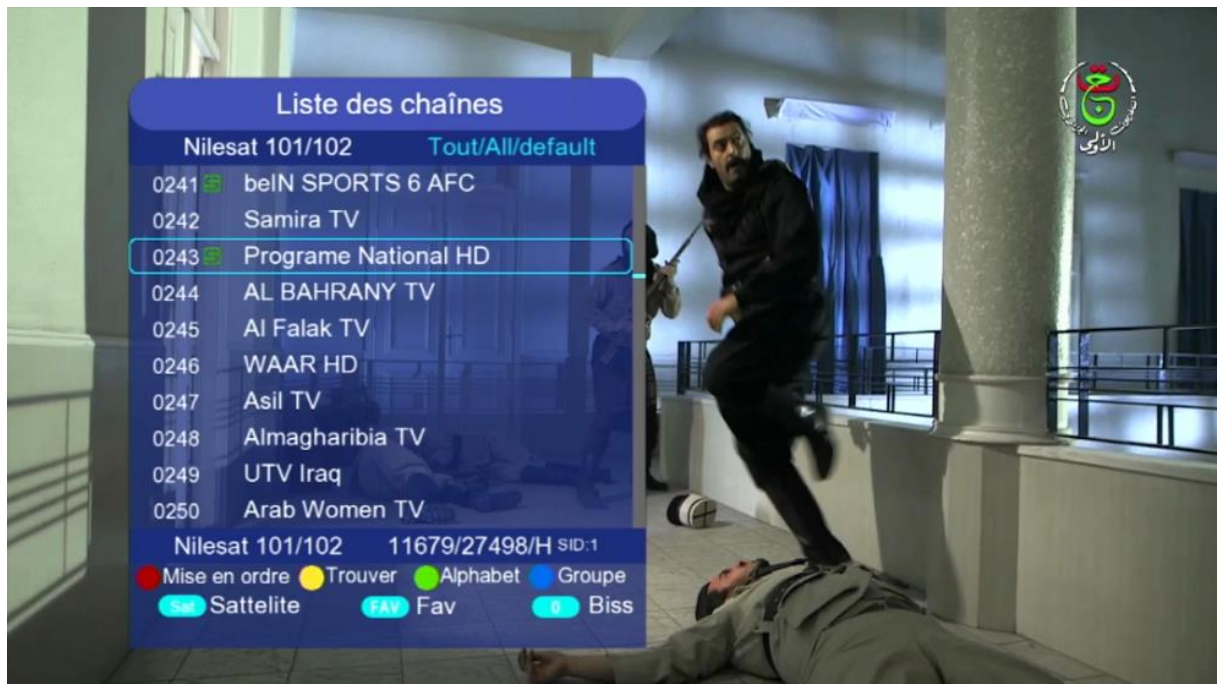 Liste des chaînes
Nilesat 101/102 Tout/All/default
0241 S beIN SPORTS 6 AFC
0242 Samira TV
0243 S Programe National HD
0244 AL BAHRANY TV
0245 Al Falak TV
0246 WAAR HD
0247 Asil TV
0248 Almagharibia TV
0249 UTV Iraq
0250 Arab Women TV
Nilesat 101/102 11679/27498/H SID:1
Mise en ordre Trouver Alphabet Groupe
Sat Sattelite FAV Fav 0 Biss
الأولى